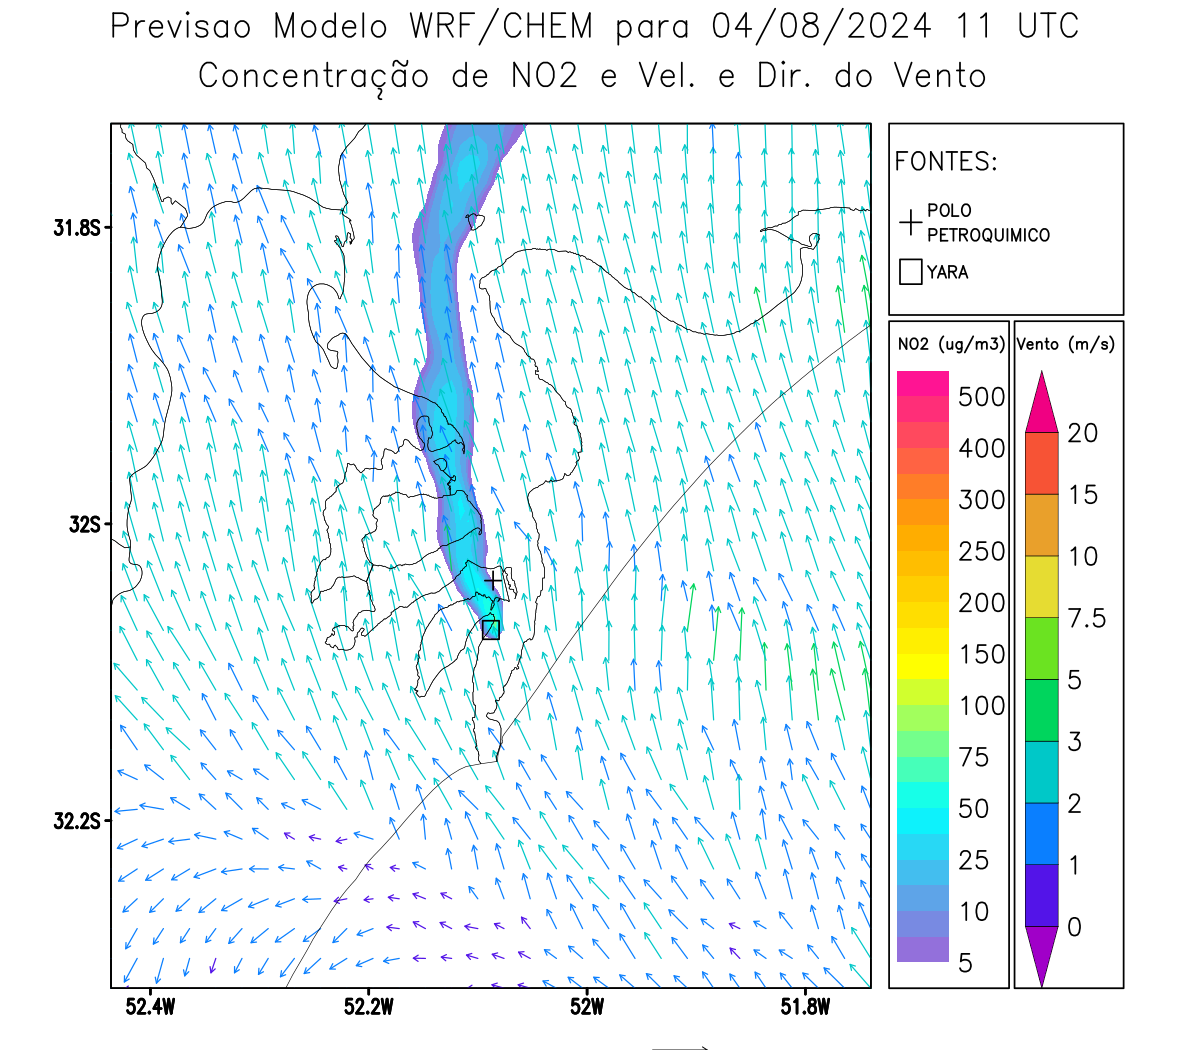 Previsao Modelo WRF/CHEM para 04/08/2024 11 UTC
Concentração de NO2 e Vel. e Dir. do Vento
FONTES:
POLO
PETROQUIMICO
YARA
NO2 (ug/m3)
500
400
300
250
200
150
100
75
50
25
10
5
Vento (m/s)
20
15
10
7.5
5
3
2
1
0
31.8S
32S
32.2S
52.4W
52.2W
52W
51.8W